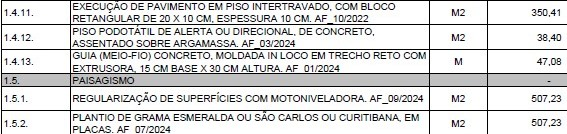 1.4.11. EXECUÇÃO DE PAVIMENTO EM PISO INTERTRAVADO, COM BLOCO RETANGULAR DE 20 X 10 CM, ESPESSURA 10 CM. AF_10/2022 M2 350,41
1.4.12. PISO PODOTÁTIL DE ALERTA OU DIRECIONAL, DE CONCRETO, ASSENTADO SOBRE ARGAMASSA. AF_03/2024 M2 38,40
1.4.13. GUIA (MEIO-FIO) CONCRETO, MOLDADA IN LOCO EM TRECHO RETO COM EXTRUSORA, 15 CM BASE X 30 CM ALTURA. AF_01/2024 M 47,08
1.5. PAISAGISMO -
1.5.1. REGULARIZAÇÃO DE SUPERFÍCIES COM MOTONIVELADORA. AF_09/2024 M2 507,23
1.5.2. PLANTIO DE GRAMA ESMERALDA OU SÃO CARLOS OU CURITIBANA, EM PLACAS. AF_07/2024 M2 507,23